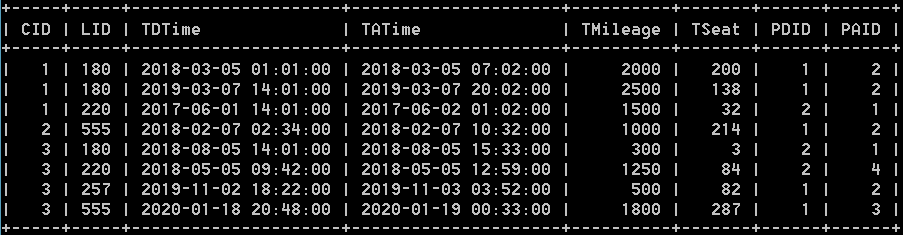 +-----+-----+---------------------+---------------------+----------+-------+------+------+
| CID | LID | TDTime              | TATime              | TMileage | TSeat | PDID | PAID |
+-----+-----+---------------------+---------------------+----------+-------+------+------+
|   1 | 180 | 2018-03-05 01:01:00 | 2018-03-05 07:02:00 |     2000 |   200 |    1 |    2 |
|   1 | 180 | 2019-03-07 14:01:00 | 2019-03-07 20:02:00 |     2500 |   138 |    1 |    2 |
|   1 | 220 | 2017-06-01 14:01:00 | 2017-06-02 01:02:00 |     1500 |    32 |    2 |    1 |
|   2 | 555 | 2018-02-07 02:34:00 | 2018-02-07 10:32:00 |     1000 |   214 |    1 |    2 |
|   3 | 180 | 2018-08-05 14:01:00 | 2018-08-05 15:33:00 |      300 |     3 |    2 |    1 |
|   3 | 220 | 2018-05-05 09:42:00 | 2018-05-05 12:59:00 |     1250 |    84 |    2 |    4 |
|   3 | 257 | 2019-11-02 18:22:00 | 2019-11-03 03:52:00 |      500 |    82 |    1 |    2 |
|   3 | 555 | 2020-01-18 20:48:00 | 2020-01-19 00:33:00 |     1800 |   287 |    1 |    3 |
+-----+-----+---------------------+---------------------+----------+-------+------+------+